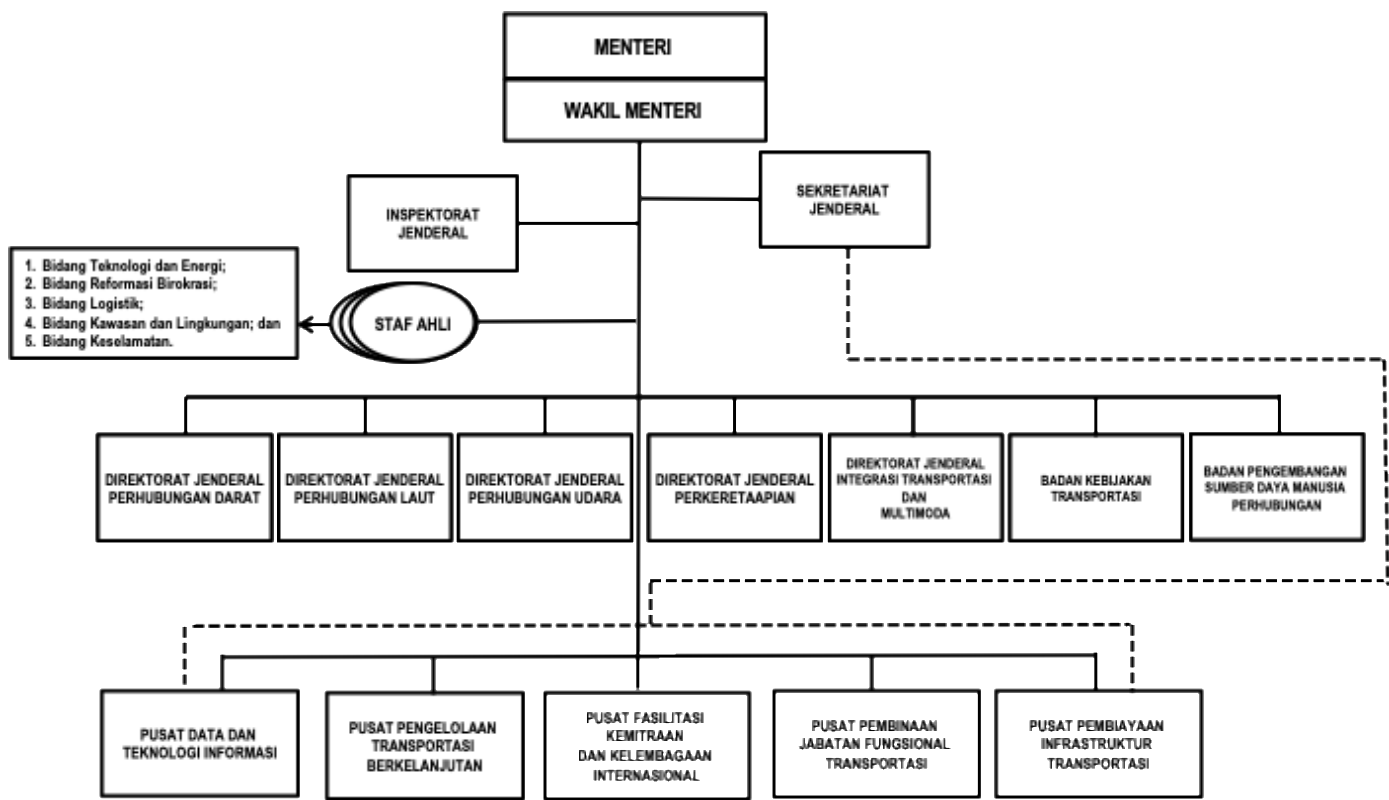 MENTERI
WAKIL MENTERI
SEKRETARIAT
JENDERAL
INSPEKTORAT
JENDERAL
1. Bidang Teknologi dan Energi;
2. Bidang Reformasi Birokrasi;
3. Bidang Logistik;
4. Bidang Kawasan dan Lingkungan; dan
5. Bidang Keselamatan.
STAF AHLI
DIREKTORAT JENDERAL
PERHUBUNGAN DARAT
DIREKTORAT JENDERAL
PERHUBUNGAN LAUT
DIREKTORAT JENDERAL
PERHUBUNGAN UDARA
DIREKTORAT JENDERAL
PERKERETAAPIAN
DIREKTORAT JENDERAL
INTEGRASI TRANSPORTASI
DAN
MULTIMODA
BADAN KEBIJAKAN
TRANSPORTASI
BADAN PENGEMBANGAN
SUMBER DAYA MANUSIA
PERHUBUNGAN
PUSAT DATA DAN
TEKNOLOGI INFORMASI
PUSAT PENGELOLAAN
TRANSPORTASI
BERKELANJUTAN
PUSAT FASILITASI
KEMITRAAN
DAN KELEMBAGAAN
INTERNASIONAL
PUSAT PEMBINAAN
JABATAN FUNGSIONAL
TRANSPORTASI
PUSAT PEMBIAYAAN
INFRASTRUKTUR
TRANSPORTASI